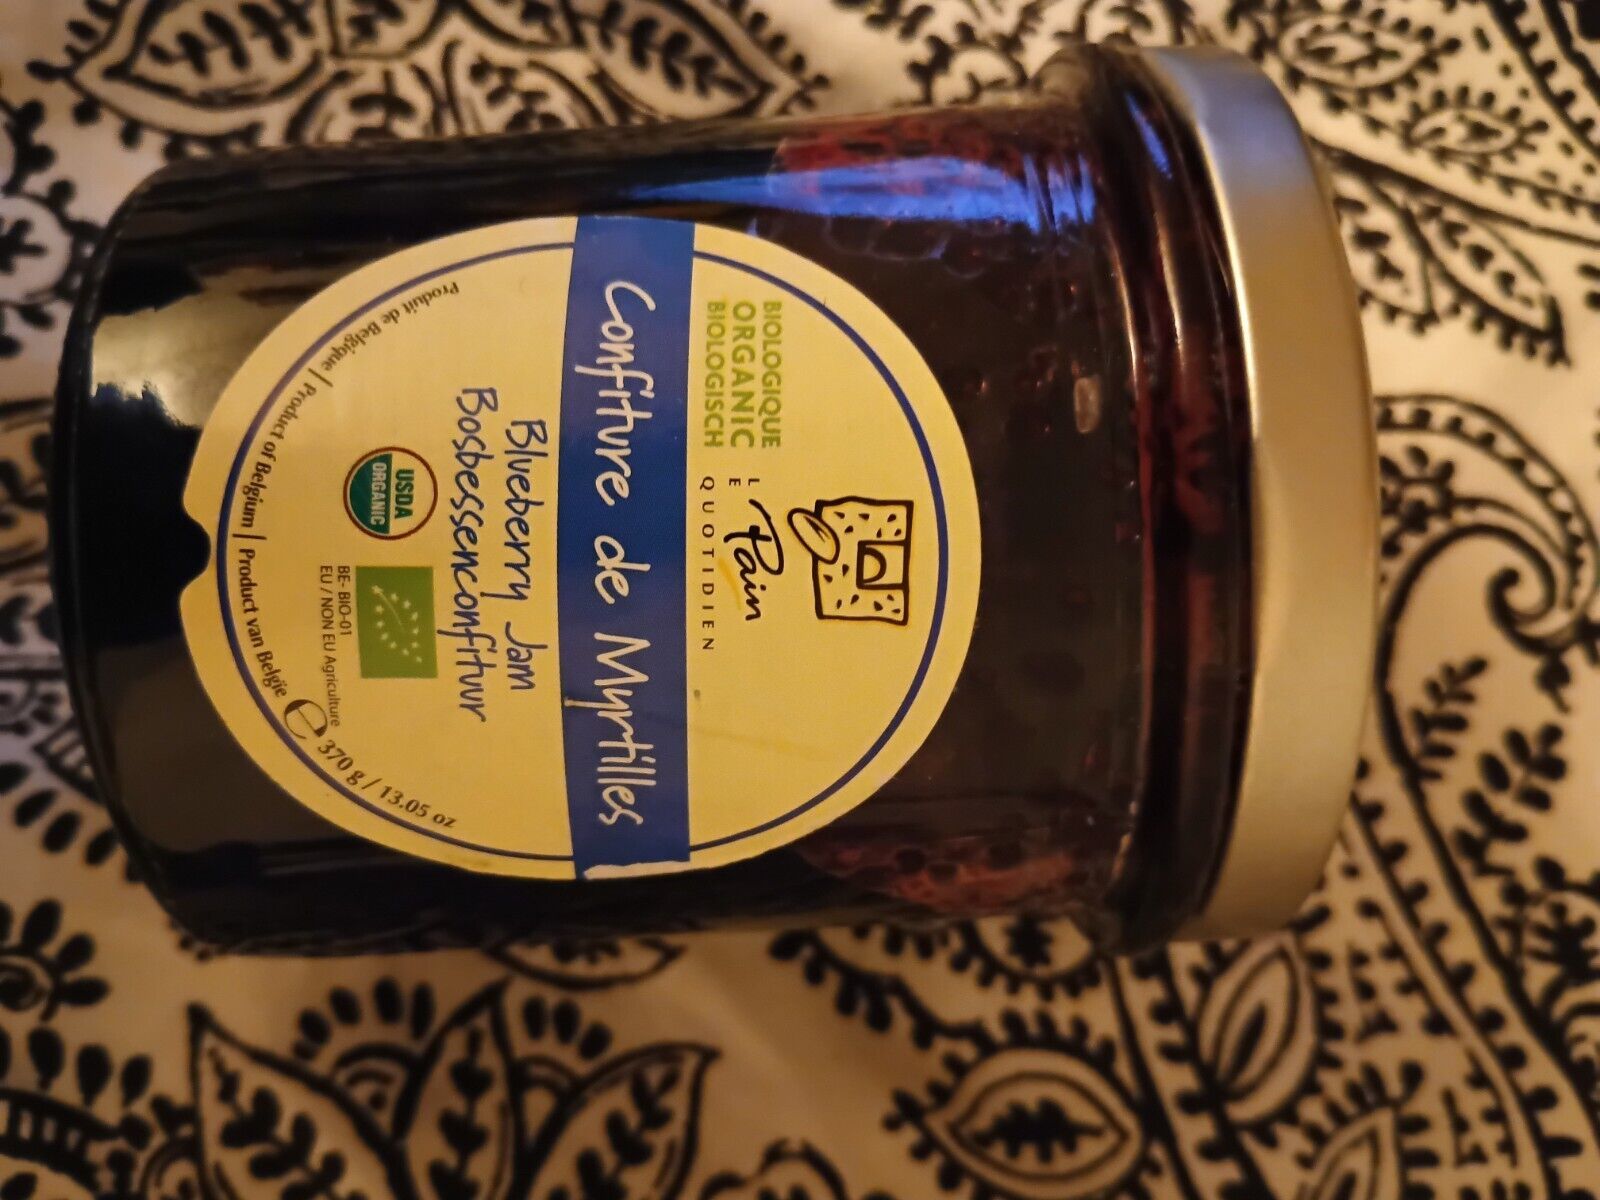 LE Pain
QUOTIDIEN
BIOLOGIQUE
ORGANIC
BIOLOGISCH
Confiture de Myrtilles
Blueberry Jam
Bosbessenconfituur
USDA
ORGANIC
BE- BIO-01
EU / NON EU Agriculture
Produit de Belgique | Product of Belgium | Product van Belgie e 370 g / 13.05 oz